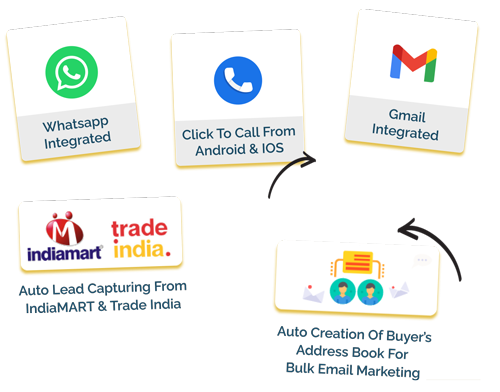 Whatsapp
Integrated
Click To Call From
Android & IOS
Gmail
Integrated
indiamart
trade
india.
Auto Lead Capturing From
IndiaMART & Trade India
Auto Creation Of Buyer's
Address Book For
Bulk Email Marketing